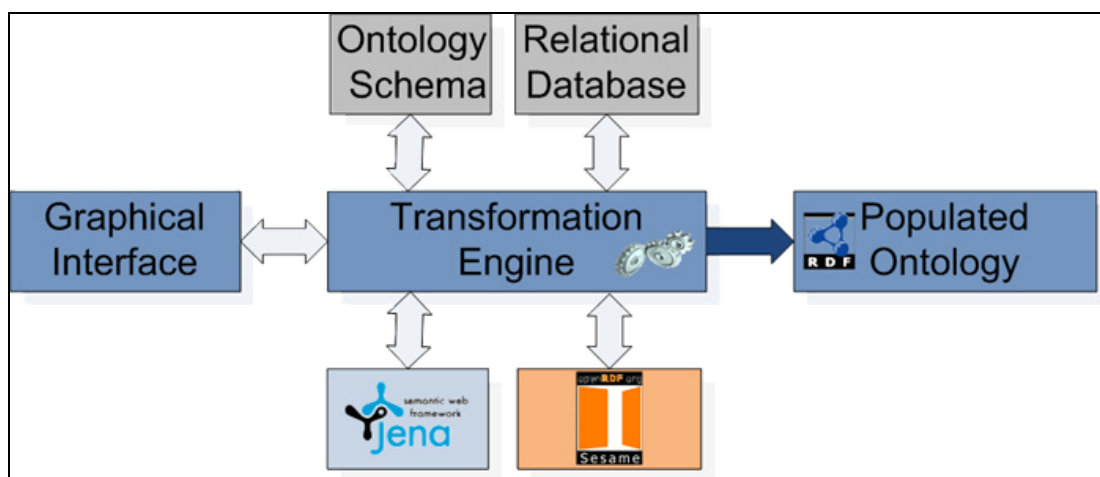 Ontology
Schema
Relational
Database
Graphical
Interface
Transformation
Engine
RDF
Populated
Ontology
semantic web
framework
jena
openRDF.org
Sesame